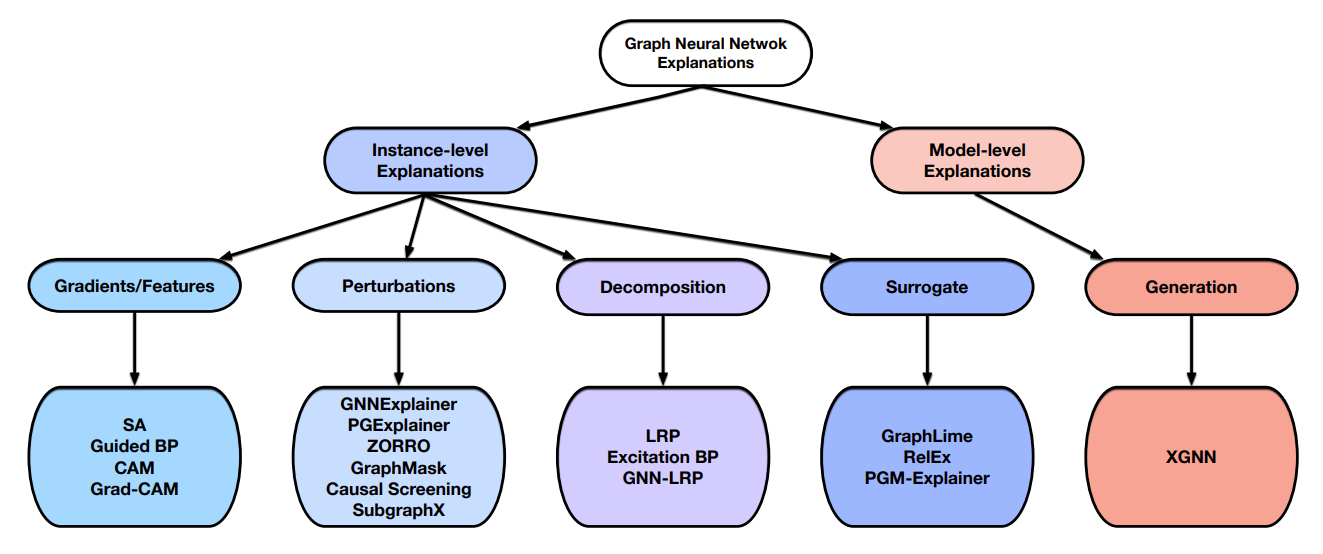 Graph Neural Netwok
Explanations
Instance-level
Explanations
Model-level
Explanations
Gradients/Features
Perturbations
Decomposition
Surrogate
Generation
SA
Guided BP
CAM
Grad-CAM
GNNExplainer
PGExplainer
ZORRO
GraphMask
Causal Screening
SubgraphX
LRP
Excitation BP
GNN-LRP
GraphLime
RelEx
PGM-Explainer
XGNN